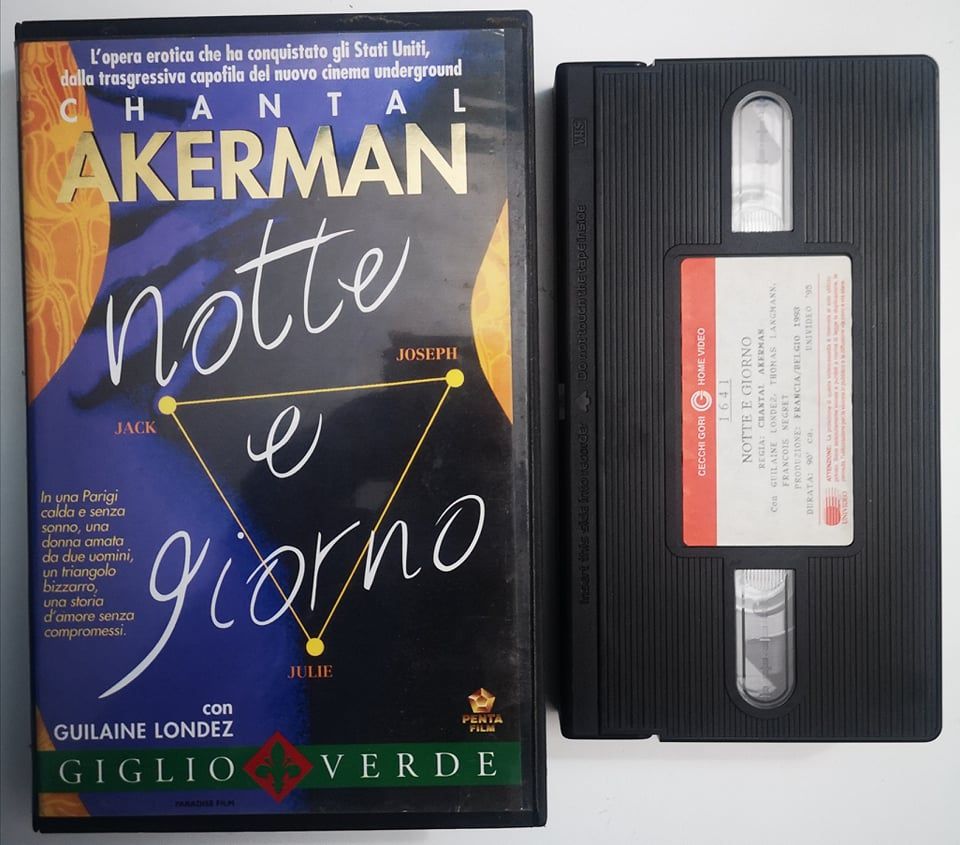 L'opera erotica che ha conquistato gli Stati Uniti,
dalla trasgressiva capofila del nuovo cinema underground
CHANTAL
AKERMAN
notte
e
giorno
JOSEPH
JACK
JULIE
In una Parigi
calda e senza
sonno, una
donna amata
da due uomini,
un triangolo
bizzarro,
una storia
d'amore senza
compromessi.
con
GUILAINE LONDEZ
PENTA
FILM
GIGLIO VERDE
PARADISE FILM
VHS
Insert this side into recorder Do not touch the tape inside
CECCHI GORI HOME VIDEO
1641
NOTTE E GIORNO
REGIA: CHANTAL AKERMAN
Con GUILAINE LONDEZ, THOMAS LANGMANN,
FRANCOIS NEGRET
PRODUZIONE: FRANCIA/BELGIO 1993
DURATA: 90' ca. UNIVIDEO '95
UNIVIDEO